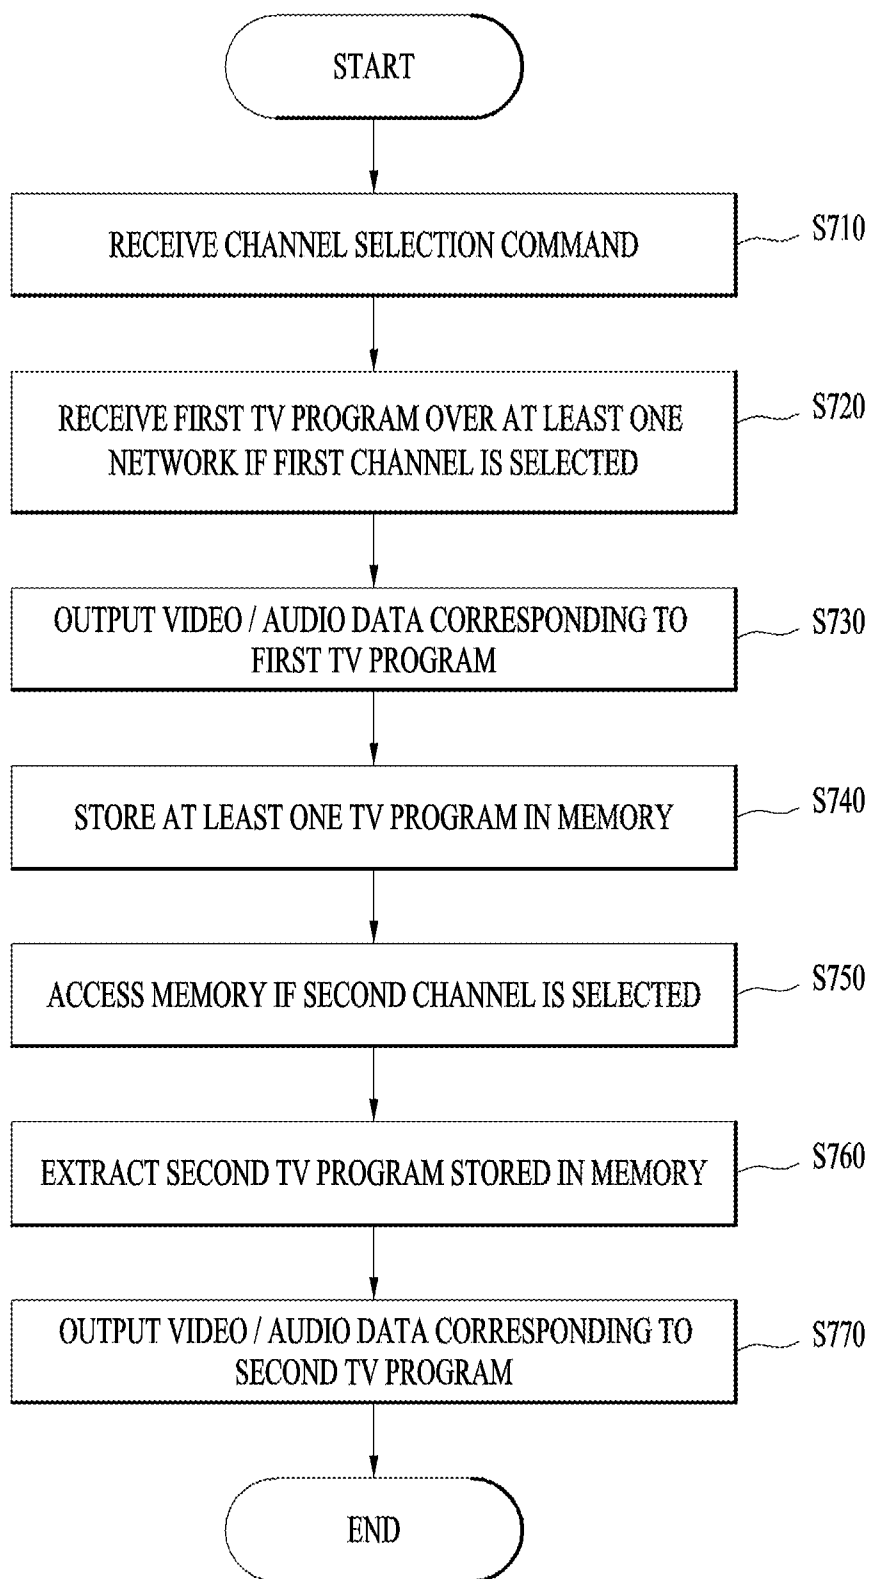 START
RECEIVE CHANNEL SELECTION COMMAND
S710
RECEIVE FIRST TV PROGRAM OVER AT LEAST ONE
NETWORK IF FIRST CHANNEL IS SELECTED
S720
OUTPUT VIDEO / AUDIO DATA CORRESPONDING TO
FIRST TV PROGRAM
S730
STORE AT LEAST ONE TV PROGRAM IN MEMORY
S740
ACCESS MEMORY IF SECOND CHANNEL IS SELECTED
S750
EXTRACT SECOND TV PROGRAM STORED IN MEMORY
S760
OUTPUT VIDEO / AUDIO DATA CORRESPONDING TO
SECOND TV PROGRAM
S770
END